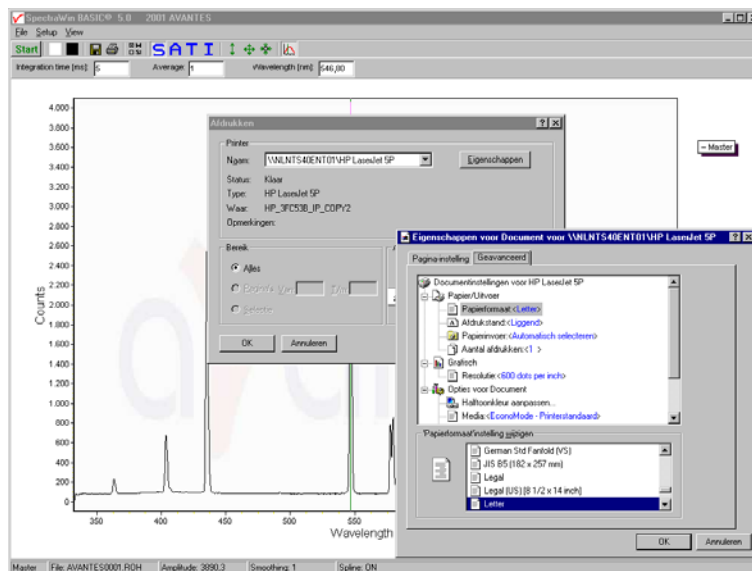 SpectraWin BASIC® 5.0 2001 AVANTES
File Setup View
Start S A T I
Integration time [ms]: 5 Average: 1 Wavelength [nm]: 546,80
4.000
3.800
3.600
3.400
3.200
3.000
2.800
2.600
2.400
2.200
2.000
1.800
1.600
1.400
1.200
1.000
800
600
400
200
0
Counts
350 400 450 500 550
Wavelength
Master
Afdrukken
Printer
Naam: \\NLNTS40ENT01\HP LaserJet 5P Eigenschappen
Status: Klaar
Type: HP LaserJet 5P
Waar: HP_3FC53B_IP_COPY2
Opmerkingen:
Bereik
Alles
Selectie
OK Annuleren
Eigenschappen voor Document voor \\NLNTS40ENT01\HP LaserJet 5P
Pagina-instelling Geavanceerd
Documentinstellingen voor HP LaserJet 5P
Papier/Uitvoer
Papierformaat:<Letter>
Afdrukstand:<Liggend>
Papierinvoer:<Automatisch selecteren>
Aantal afdrukken:<1 >
Grafisch
Resolutie:<600 dots per inch>
Opties voor Document
Halftoonkleur aanpassen...
Media:<EconoMode - Printerstandaard>
'Papierformaat'instelling wijzigen
German Std Fanfold (VS)
JIS B5 (182 x 257 mm)
Legal
Legal (US) [8 1/2 x 14 inch]
Letter
OK Annuleren
Master File: AVANTES0001.ROH Amplitude: 3890,3 Smoothing: 1 Spline: ON